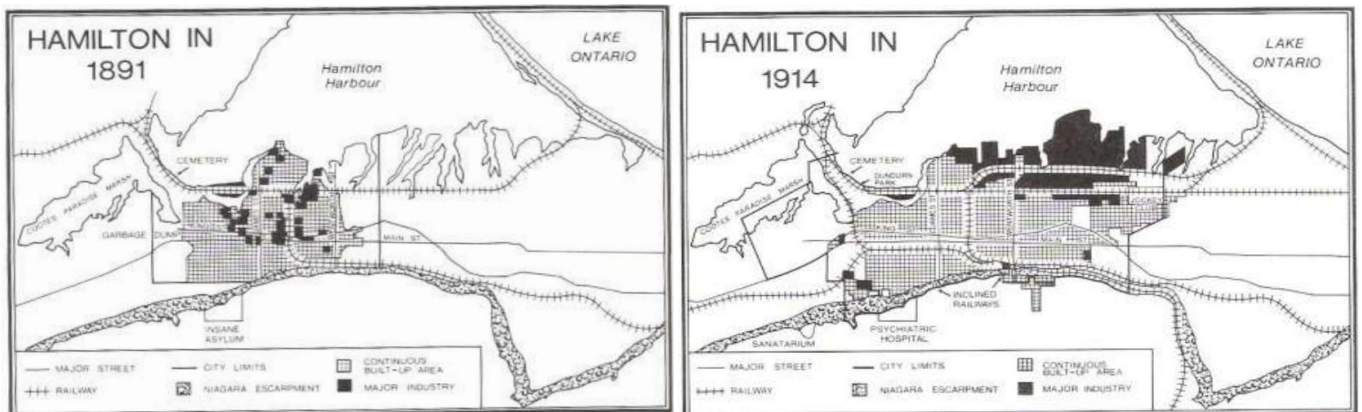 HAMILTON IN
1891
Hamilton
Harbour
LAKE
ONTARIO
CEMETERY
COOTES PARADISE MARSH
GARBAGE DUMP
MAIN ST.
INSANE
ASYLUM
MAJOR STREET
CITY LIMITS
CONTINUOUS
BUILT-UP AREA
RAILWAY
NIAGARA ESCARPMENT
MAJOR INDUSTRY
HAMILTON IN
1914
Hamilton
Harbour
LAKE
ONTARIO
CEMETERY
DUNDURN
PARK
COOTES PARADISE MARSH
JAMES ST
WENTWORTH
JOCKEY
KING
MAIN
INCLINED
RAILWAYS
PSYCHIATRIC
HOSPITAL
SANATARIUM
MAJOR STREET
CITY LIMITS
CONTINUOUS
BUILT-UP AREA
RAILWAY
NIAGARA ESCARPMENT
MAJOR INDUSTRY